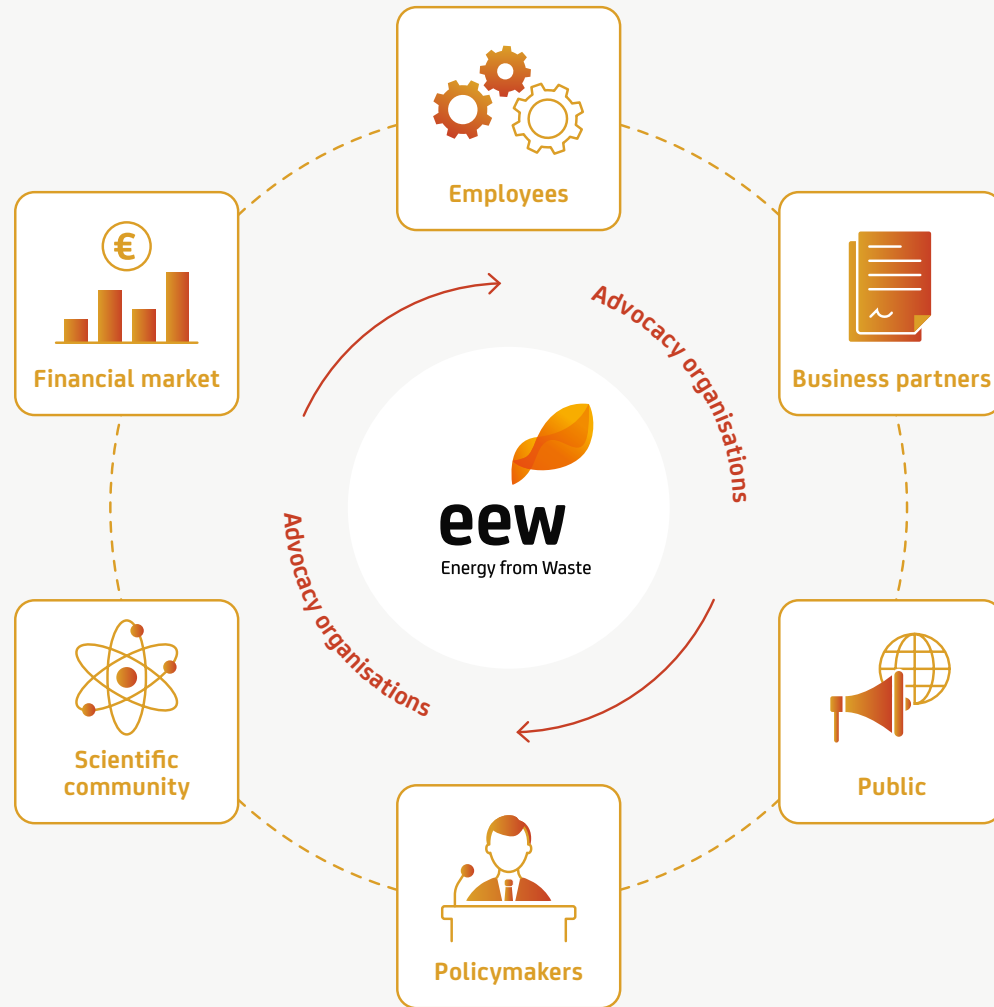 Employees
€
Financial market
Business partners
Advocacy organisations
eew
Energy from Waste
Advocacy organisations
Scientific
community
Public
Policymakers